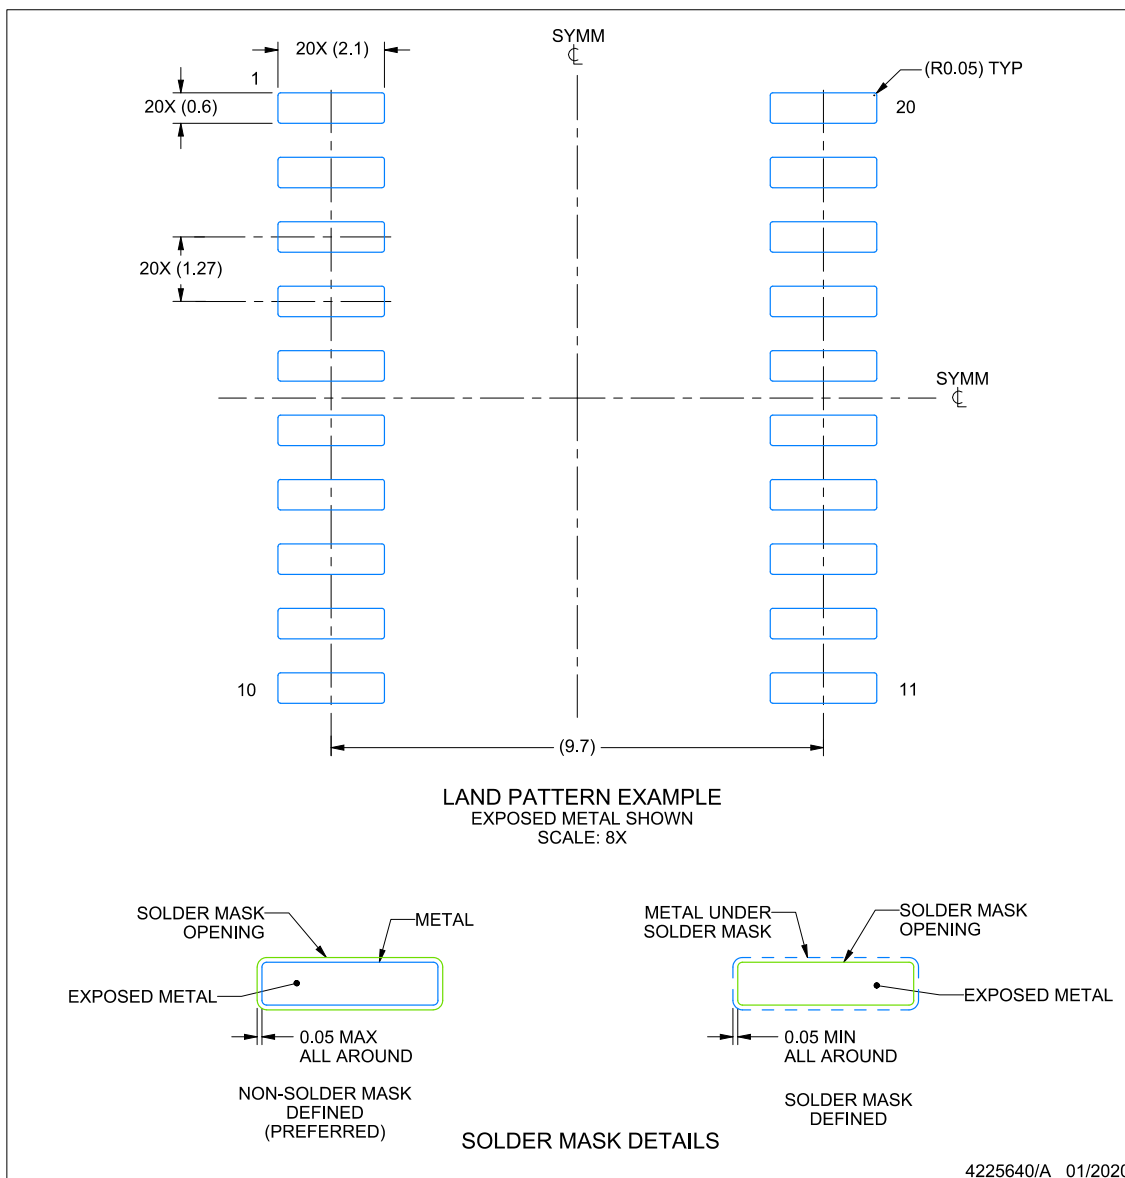 SYMM
℄
20X (2.1)
(R0.05) TYP
1
20X (0.6)
20
20X (1.27)
SYMM
℄
10
11
(9.7)
LAND PATTERN EXAMPLE
EXPOSED METAL SHOWN
SCALE: 8X
SOLDER MASK
OPENING
METAL
EXPOSED METAL
0.05 MAX
ALL AROUND
NON-SOLDER MASK
DEFINED
(PREFERRED)
METAL UNDER
SOLDER MASK
SOLDER MASK
OPENING
EXPOSED METAL
0.05 MIN
ALL AROUND
SOLDER MASK
DEFINED
SOLDER MASK DETAILS
4225640/A 01/2020